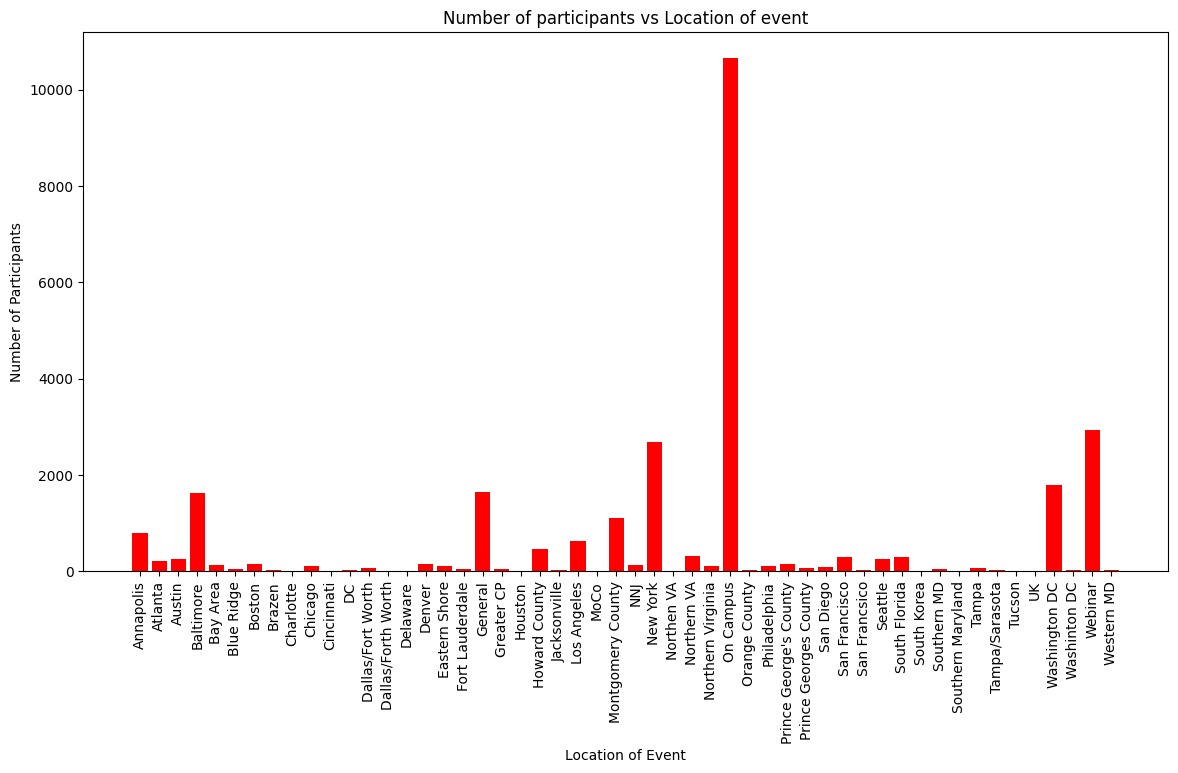 Number of participants vs Location of event
Number of Participants
10000
8000
6000
4000
2000
0
Annapolis
Atlanta
Austin
Baltimore
Bay Area
Blue Ridge
Boston
Brazen
Charlotte
Chicago
Cincinnati
DC
Dallas/Fort Worth
Dallas/Forth Worth
Delaware
Denver
Eastern Shore
Fort Lauderdale
General
Greater CP
Houston
Howard County
Jacksonville
Los Angeles
MoCo
Montgomery County
NNJ
New York
Northen VA
Northern VA
Northern Virginia
On Campus
Orange County
Philadelphia
Prince George's County
Prince Georges County
San Diego
San Francisco
San Francsico
Seattle
South Florida
South Korea
Southern MD
Southern Maryland
Tampa
Tampa/Sarasota
Tucson
UK
Washington DC
Washinton DC
Webinar
Western MD
Location of Event